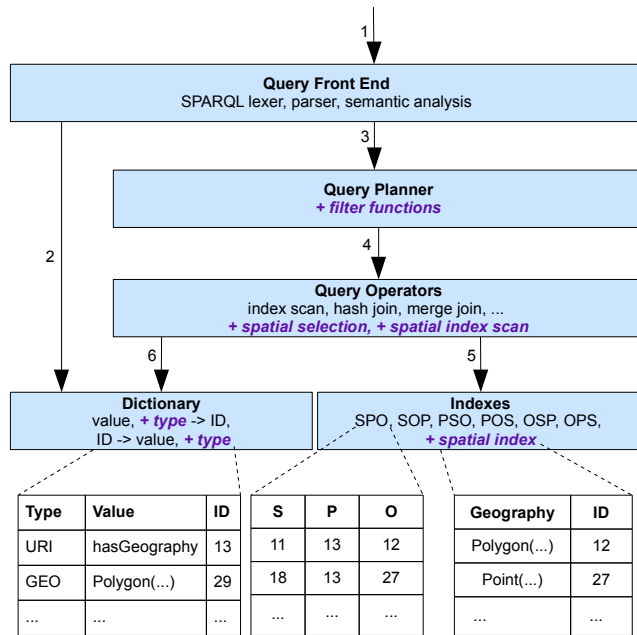 1
Query Front End
SPARQL lexer, parser, semantic analysis
3
Query Planner
+ filter functions
2
4
Query Operators
index scan, hash join, merge join, ...
+ spatial selection, + spatial index scan
6
5
Dictionary
value, + type -> ID,
ID -> value, + type
Indexes
SPO, SOP, PSO, POS, OSP, OPS,
+ spatial index
Type Value ID
URI hasGeography 13
GEO Polygon(...) 29
... ... ...
S P O
11 13 12
18 13 27
... ... ...
Geography ID
Polygon(...) 12
Point(...) 27
... ...